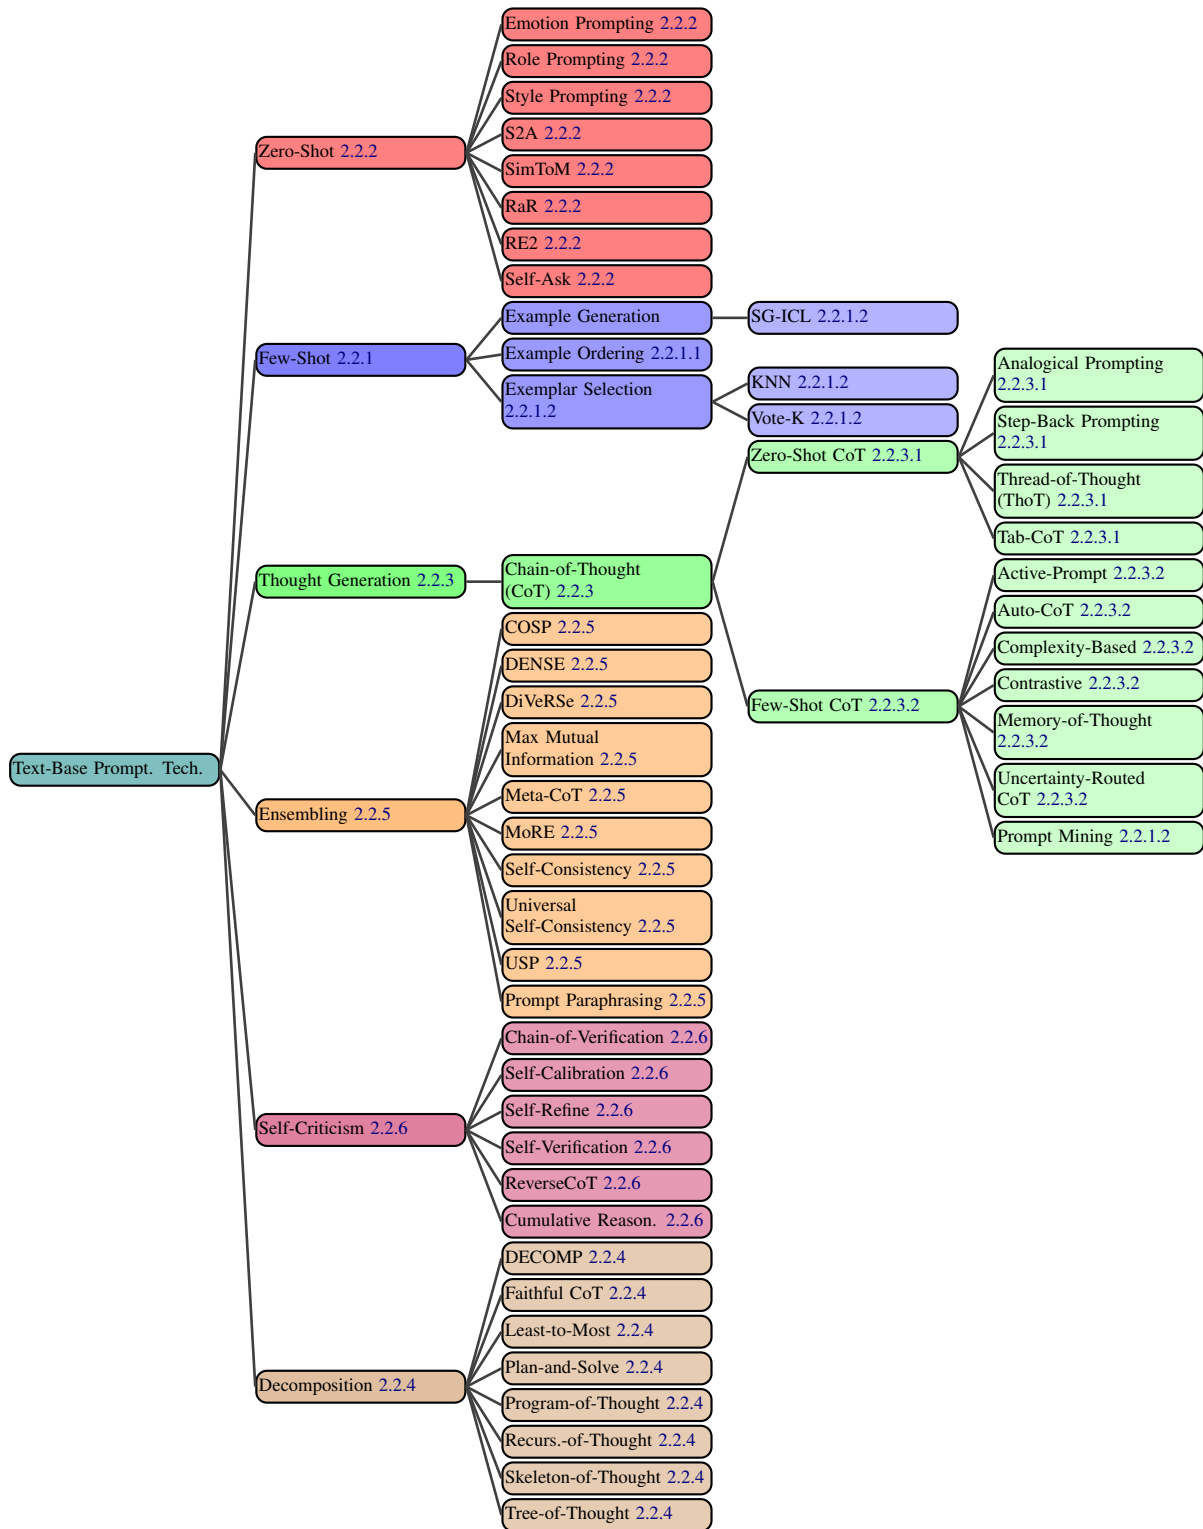 Text-Base Prompt. Tech.
Zero-Shot 2.2.2
Emotion Prompting 2.2.2
Role Prompting 2.2.2
Style Prompting 2.2.2
S2A 2.2.2
SimToM 2.2.2
RaR 2.2.2
RE2 2.2.2
Self-Ask 2.2.2
Few-Shot 2.2.1
Example Generation
SG-ICL 2.2.1.2
Example Ordering 2.2.1.1
Exemplar Selection
2.2.1.2
KNN 2.2.1.2
Vote-K 2.2.1.2
Thought Generation 2.2.3
Chain-of-Thought
(CoT) 2.2.3
Zero-Shot CoT 2.2.3.1
Analogical Prompting
2.2.3.1
Step-Back Prompting
2.2.3.1
Thread-of-Thought
(ThoT) 2.2.3.1
Tab-CoT 2.2.3.1
Few-Shot CoT 2.2.3.2
Active-Prompt 2.2.3.2
Auto-CoT 2.2.3.2
Complexity-Based 2.2.3.2
Contrastive 2.2.3.2
Memory-of-Thought
2.2.3.2
Uncertainty-Routed
CoT 2.2.3.2
Prompt Mining 2.2.1.2
Ensembling 2.2.5
COSP 2.2.5
DENSE 2.2.5
DiVeRSe 2.2.5
Max Mutual
Information 2.2.5
Meta-CoT 2.2.5
MoRE 2.2.5
Self-Consistency 2.2.5
Universal
Self-Consistency 2.2.5
USP 2.2.5
Prompt Paraphrasing 2.2.5
Self-Criticism 2.2.6
Chain-of-Verification 2.2.6
Self-Calibration 2.2.6
Self-Refine 2.2.6
Self-Verification 2.2.6
ReverseCoT 2.2.6
Cumulative Reason. 2.2.6
Decomposition 2.2.4
DECOMP 2.2.4
Faithful CoT 2.2.4
Least-to-Most 2.2.4
Plan-and-Solve 2.2.4
Program-of-Thought 2.2.4
Recurs.-of-Thought 2.2.4
Skeleton-of-Thought 2.2.4
Tree-of-Thought 2.2.4